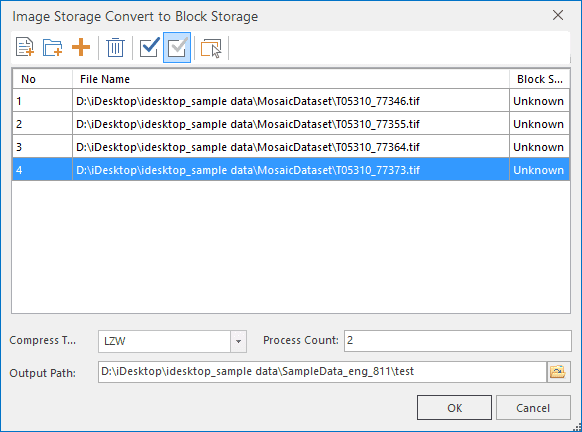 Image Storage Convert to Block Storage
No File Name Block S...
1 D:\iDesktop\idesktop_sample data\MosaicDataset\T05310_77346.tif Unknown
2 D:\iDesktop\idesktop_sample data\MosaicDataset\T05310_77355.tif Unknown
3 D:\iDesktop\idesktop_sample data\MosaicDataset\T05310_77364.tif Unknown
4 D:\iDesktop\idesktop_sample data\MosaicDataset\T05310_77373.tif Unknown
Compress T... LZW Process Count: 2
Output Path: D:\iDesktop\idesktop_sample data\SampleData_eng_811\test
OK Cancel